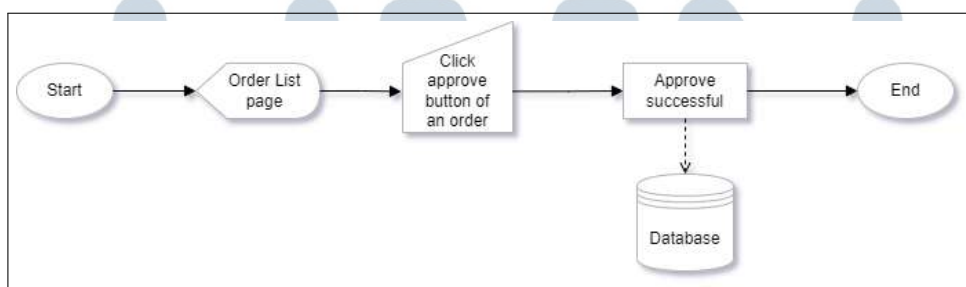 Start
Order List
page
Click
approve
button of
an order
Approve
successful
End
Database